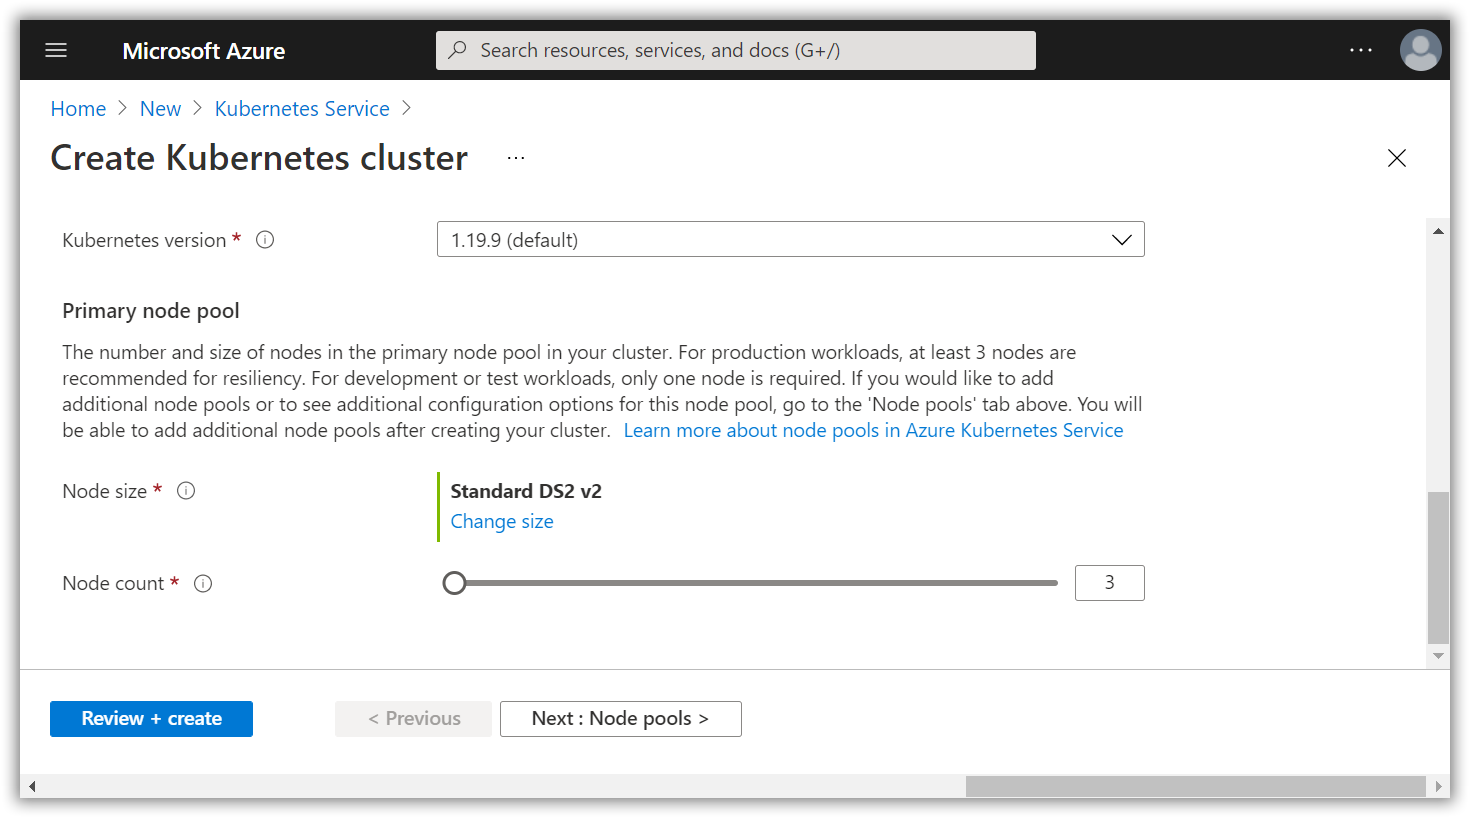 Microsoft Azure
Search resources, services, and docs (G+/)
...
Home > New > Kubernetes Service >
Create Kubernetes cluster ...
Kubernetes version *
1.19.9 (default)
Primary node pool
The number and size of nodes in the primary node pool in your cluster. For production workloads, at least 3 nodes are
recommended for resiliency. For development or test workloads, only one node is required. If you would like to add
additional node pools or to see additional configuration options for this node pool, go to the 'Node pools' tab above. You will
be able to add additional node pools after creating your cluster. Learn more about node pools in Azure Kubernetes Service
Node size *
Standard DS2 v2
Change size
Node count *
3
Review + create
< Previous
Next : Node pools >